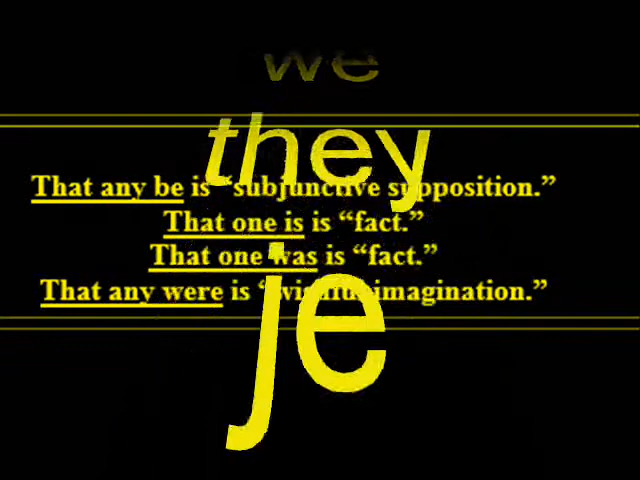 we
they
That any be is “subjunctive supposition.”
That one is is “fact.”
That one was is “fact.”
That any were is “wishful imagination.”
je